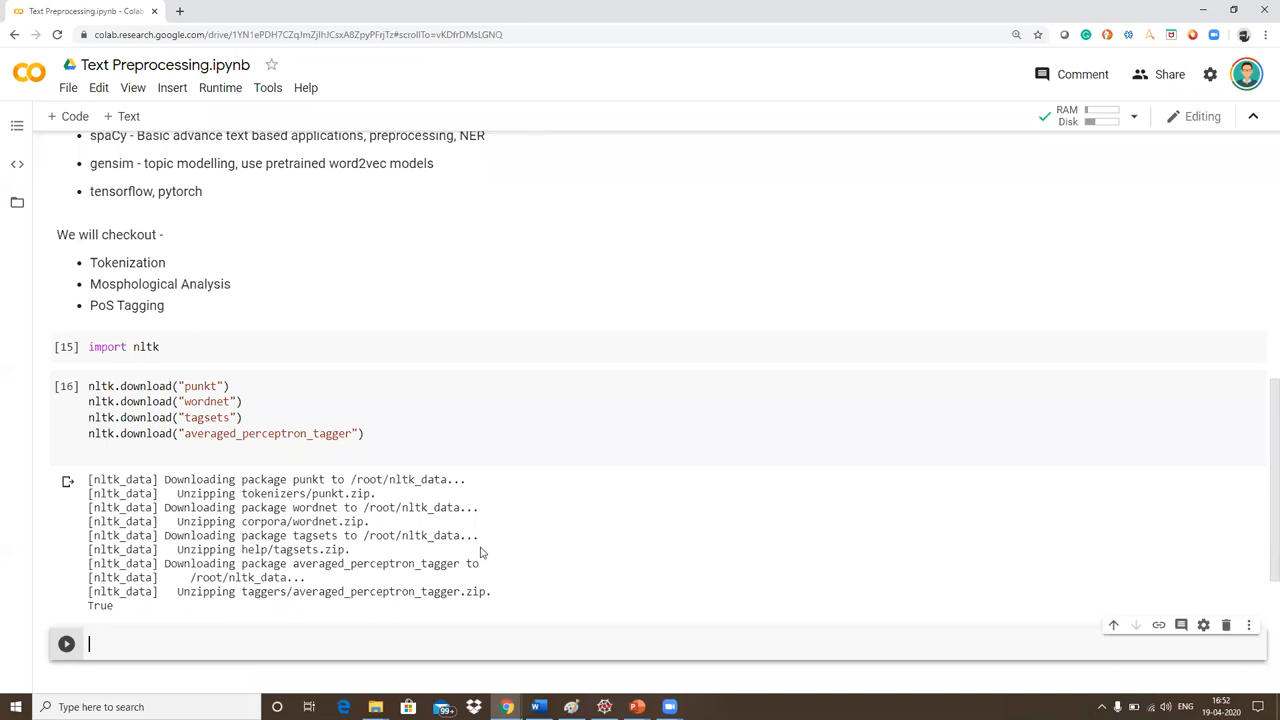 Text Preprocessing.ipynb - Colab
colab.research.google.com/drive/1YN1ePDH7CZqJmZjIhJCsxA8ZpyPFrjTz#scrollTo=vKDfrDMsLGNQ
Text Preprocessing.ipynb
File Edit View Insert Runtime Tools Help
Comment Share
+ Code + Text
RAM
Disk
Editing
spaCy - Basic advance text based applications, preprocessing, NER
gensim - topic modelling, use pretrained word2vec models
tensorflow, pytorch
We will checkout -
Tokenization
Mosphological Analysis
PoS Tagging
[15] import nltk
[16] nltk.download("punkt")
nltk.download("wordnet")
nltk.download("tagsets")
nltk.download("averaged_perceptron_tagger")
[nltk_data] Downloading package punkt to /root/nltk_data...
[nltk_data] Unzipping tokenizers/punkt.zip.
[nltk_data] Downloading package wordnet to /root/nltk_data...
[nltk_data] Unzipping corpora/wordnet.zip.
[nltk_data] Downloading package tagsets to /root/nltk_data...
[nltk_data] Unzipping help/tagsets.zip.
[nltk_data] Downloading package averaged_perceptron_tagger to
[nltk_data] /root/nltk_data...
[nltk_data] Unzipping taggers/averaged_perceptron_tagger.zip.
True
Type here to search
99+
ENG
16:52
19-04-2020